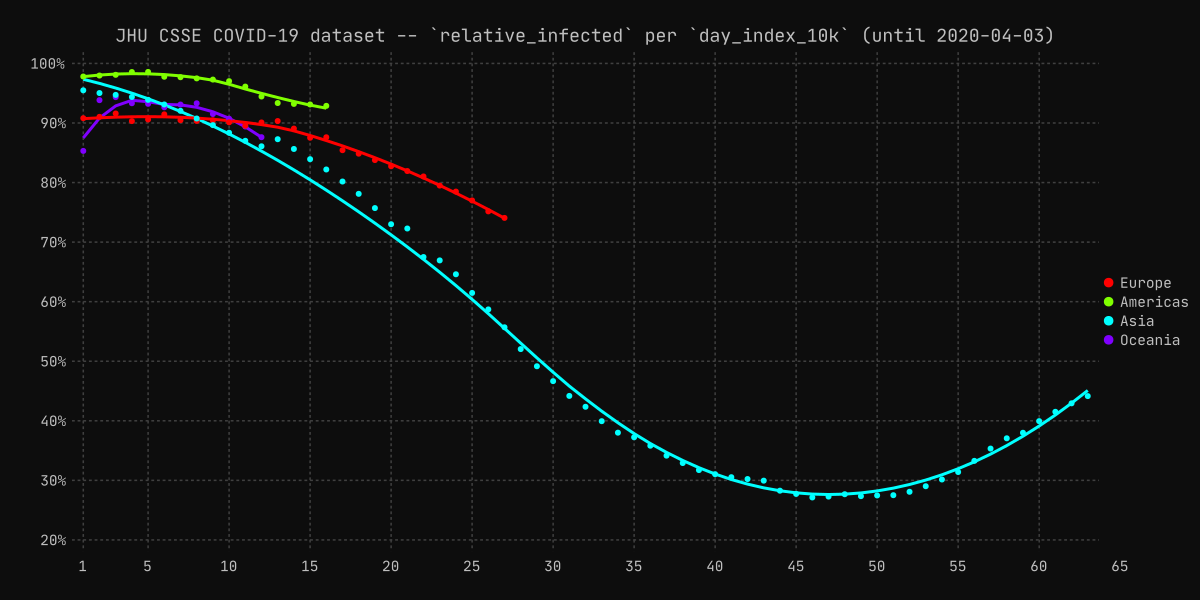 JHU CSSE COVID-19 dataset -- `relative_infected` per `day_index_10k` (until 2020-04-03)
100%
90%
80%
70%
60%
50%
40%
30%
20%
1 5 10 15 20 25 30 35 40 45 50 55 60 65
Europe
Americas
Asia
Oceania